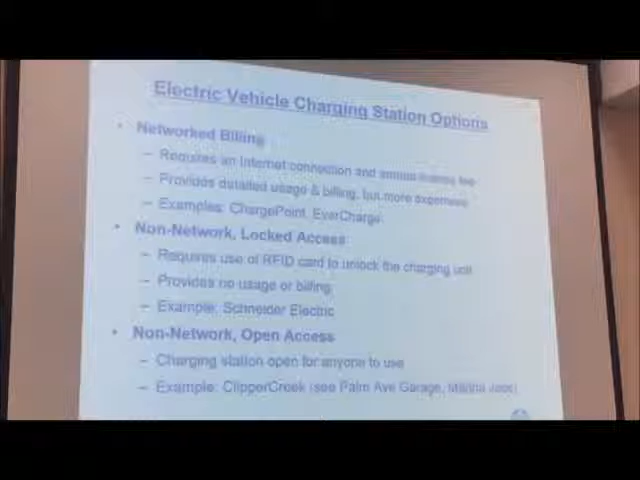 Electric Vehicle Charging Station Options
• Networked Billing
– Requires an Internet connection and annual license fee
– Provides detailed usage & billing, but more expensive
– Examples: ChargePoint, EverCharge
• Non-Network, Locked Access
– Requires use of RFID card to unlock the charging unit
– Provides no usage or billing
– Example: Schneider Electric
• Non-Network, Open Access
– Charging station open for anyone to use
– Example: ClipperCreek (see Palm Ave Garage, Marina